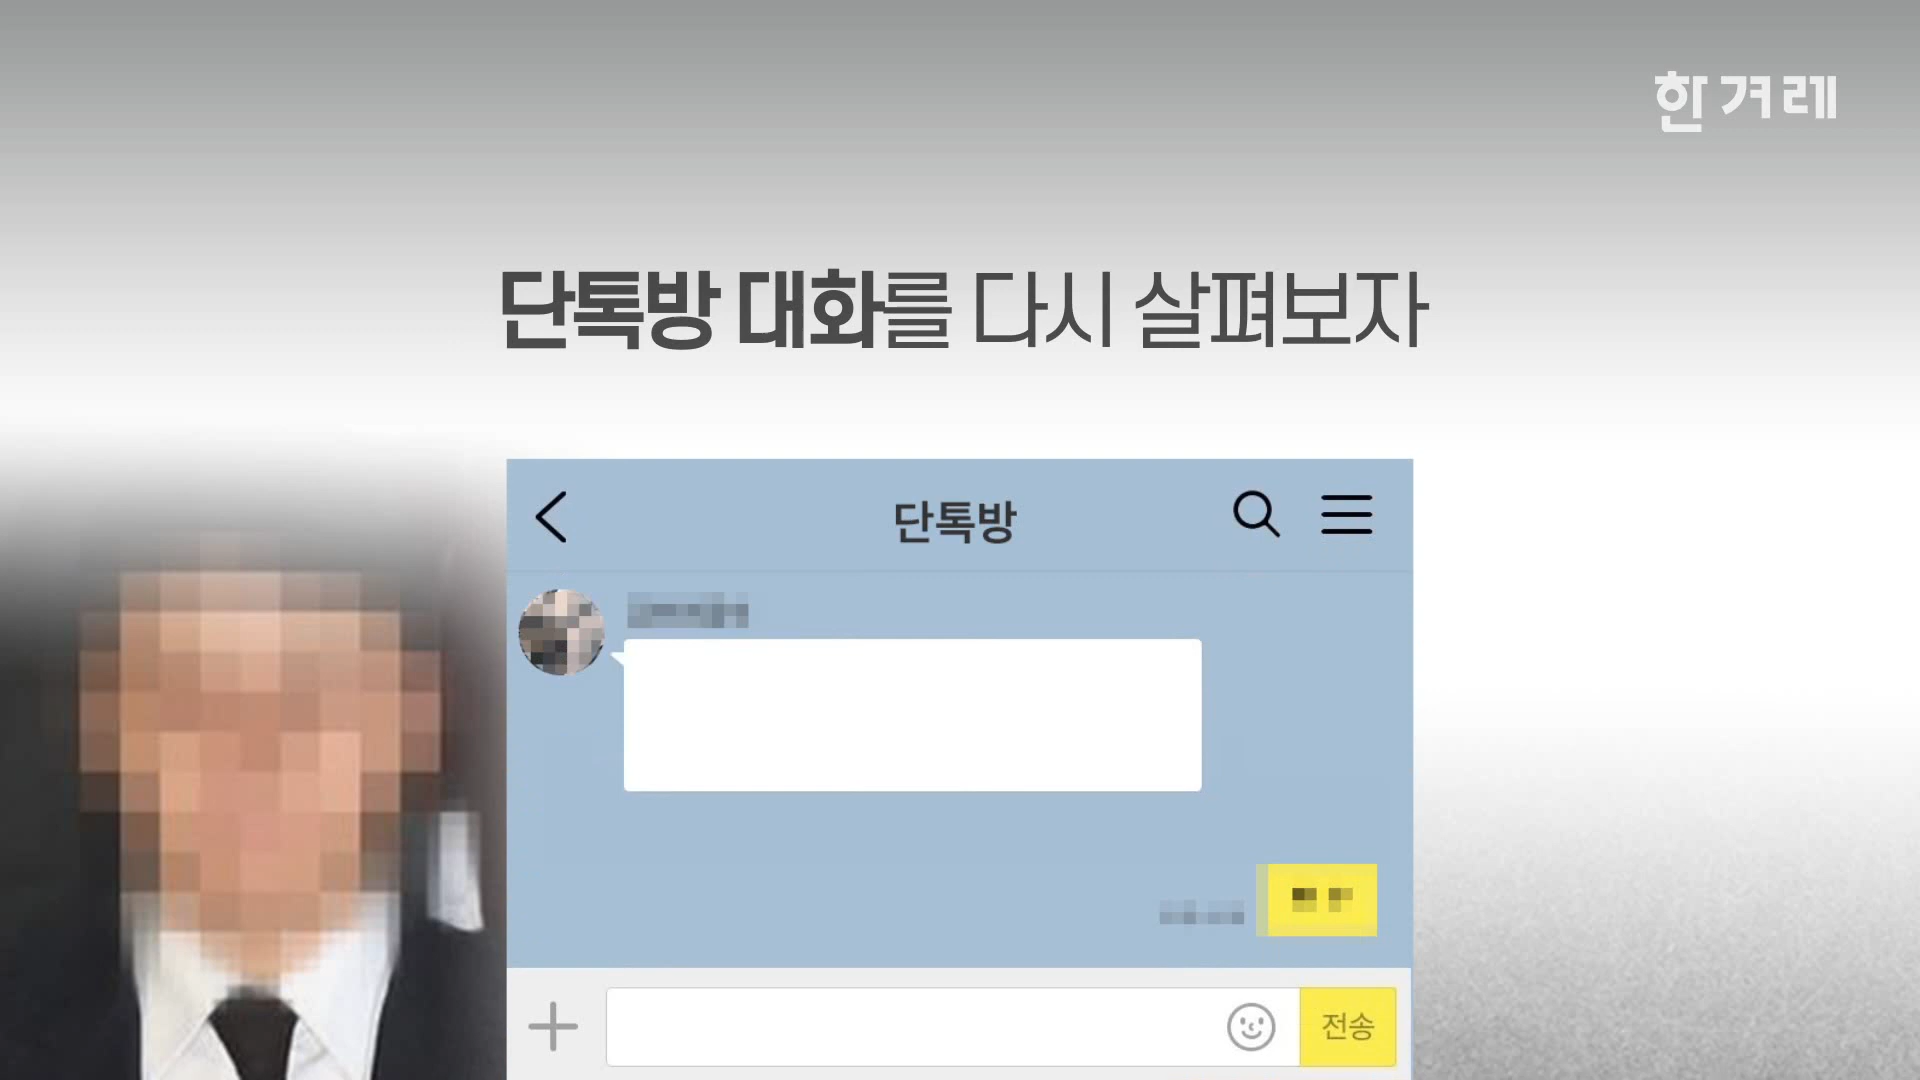 한겨레
단톡방 대화를 다시 살펴보자
단톡방
전송